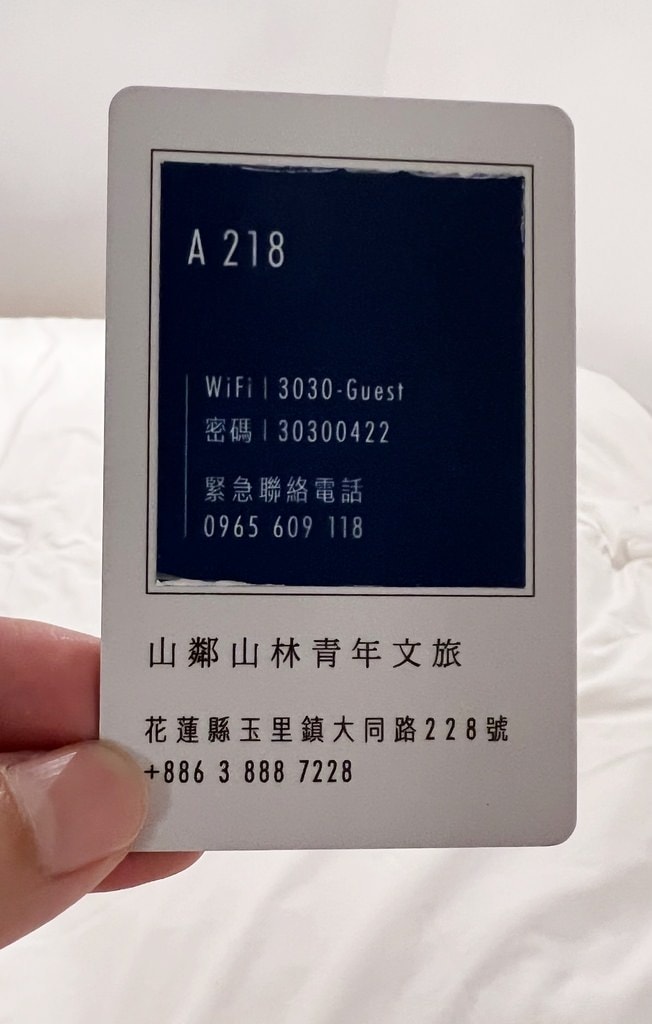 A 218
WiFi | 3030-Guest
密碼 | 30300422
緊急聯絡電話
0965 609 118
山鄰山林青年文旅
花蓮縣玉里鎮大同路228號
+886 3 888 7228